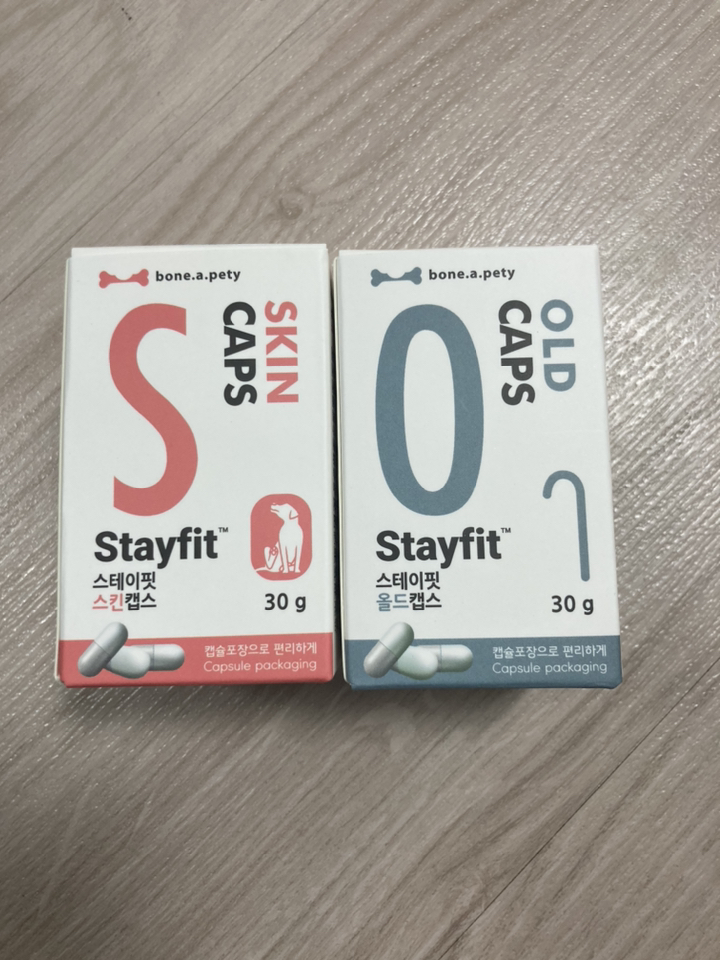 bone.a.pety
S
SKIN
CAPS
Stayfit™
스테이핏
스킨캡스
30 g
캡슐포장으로 편리하게
Capsule packaging
bone.a.pety
O
OLD
CAPS
Stayfit™
스테이핏
올드캡스
30 g
캡슐포장으로 편리하게
Capsule packaging